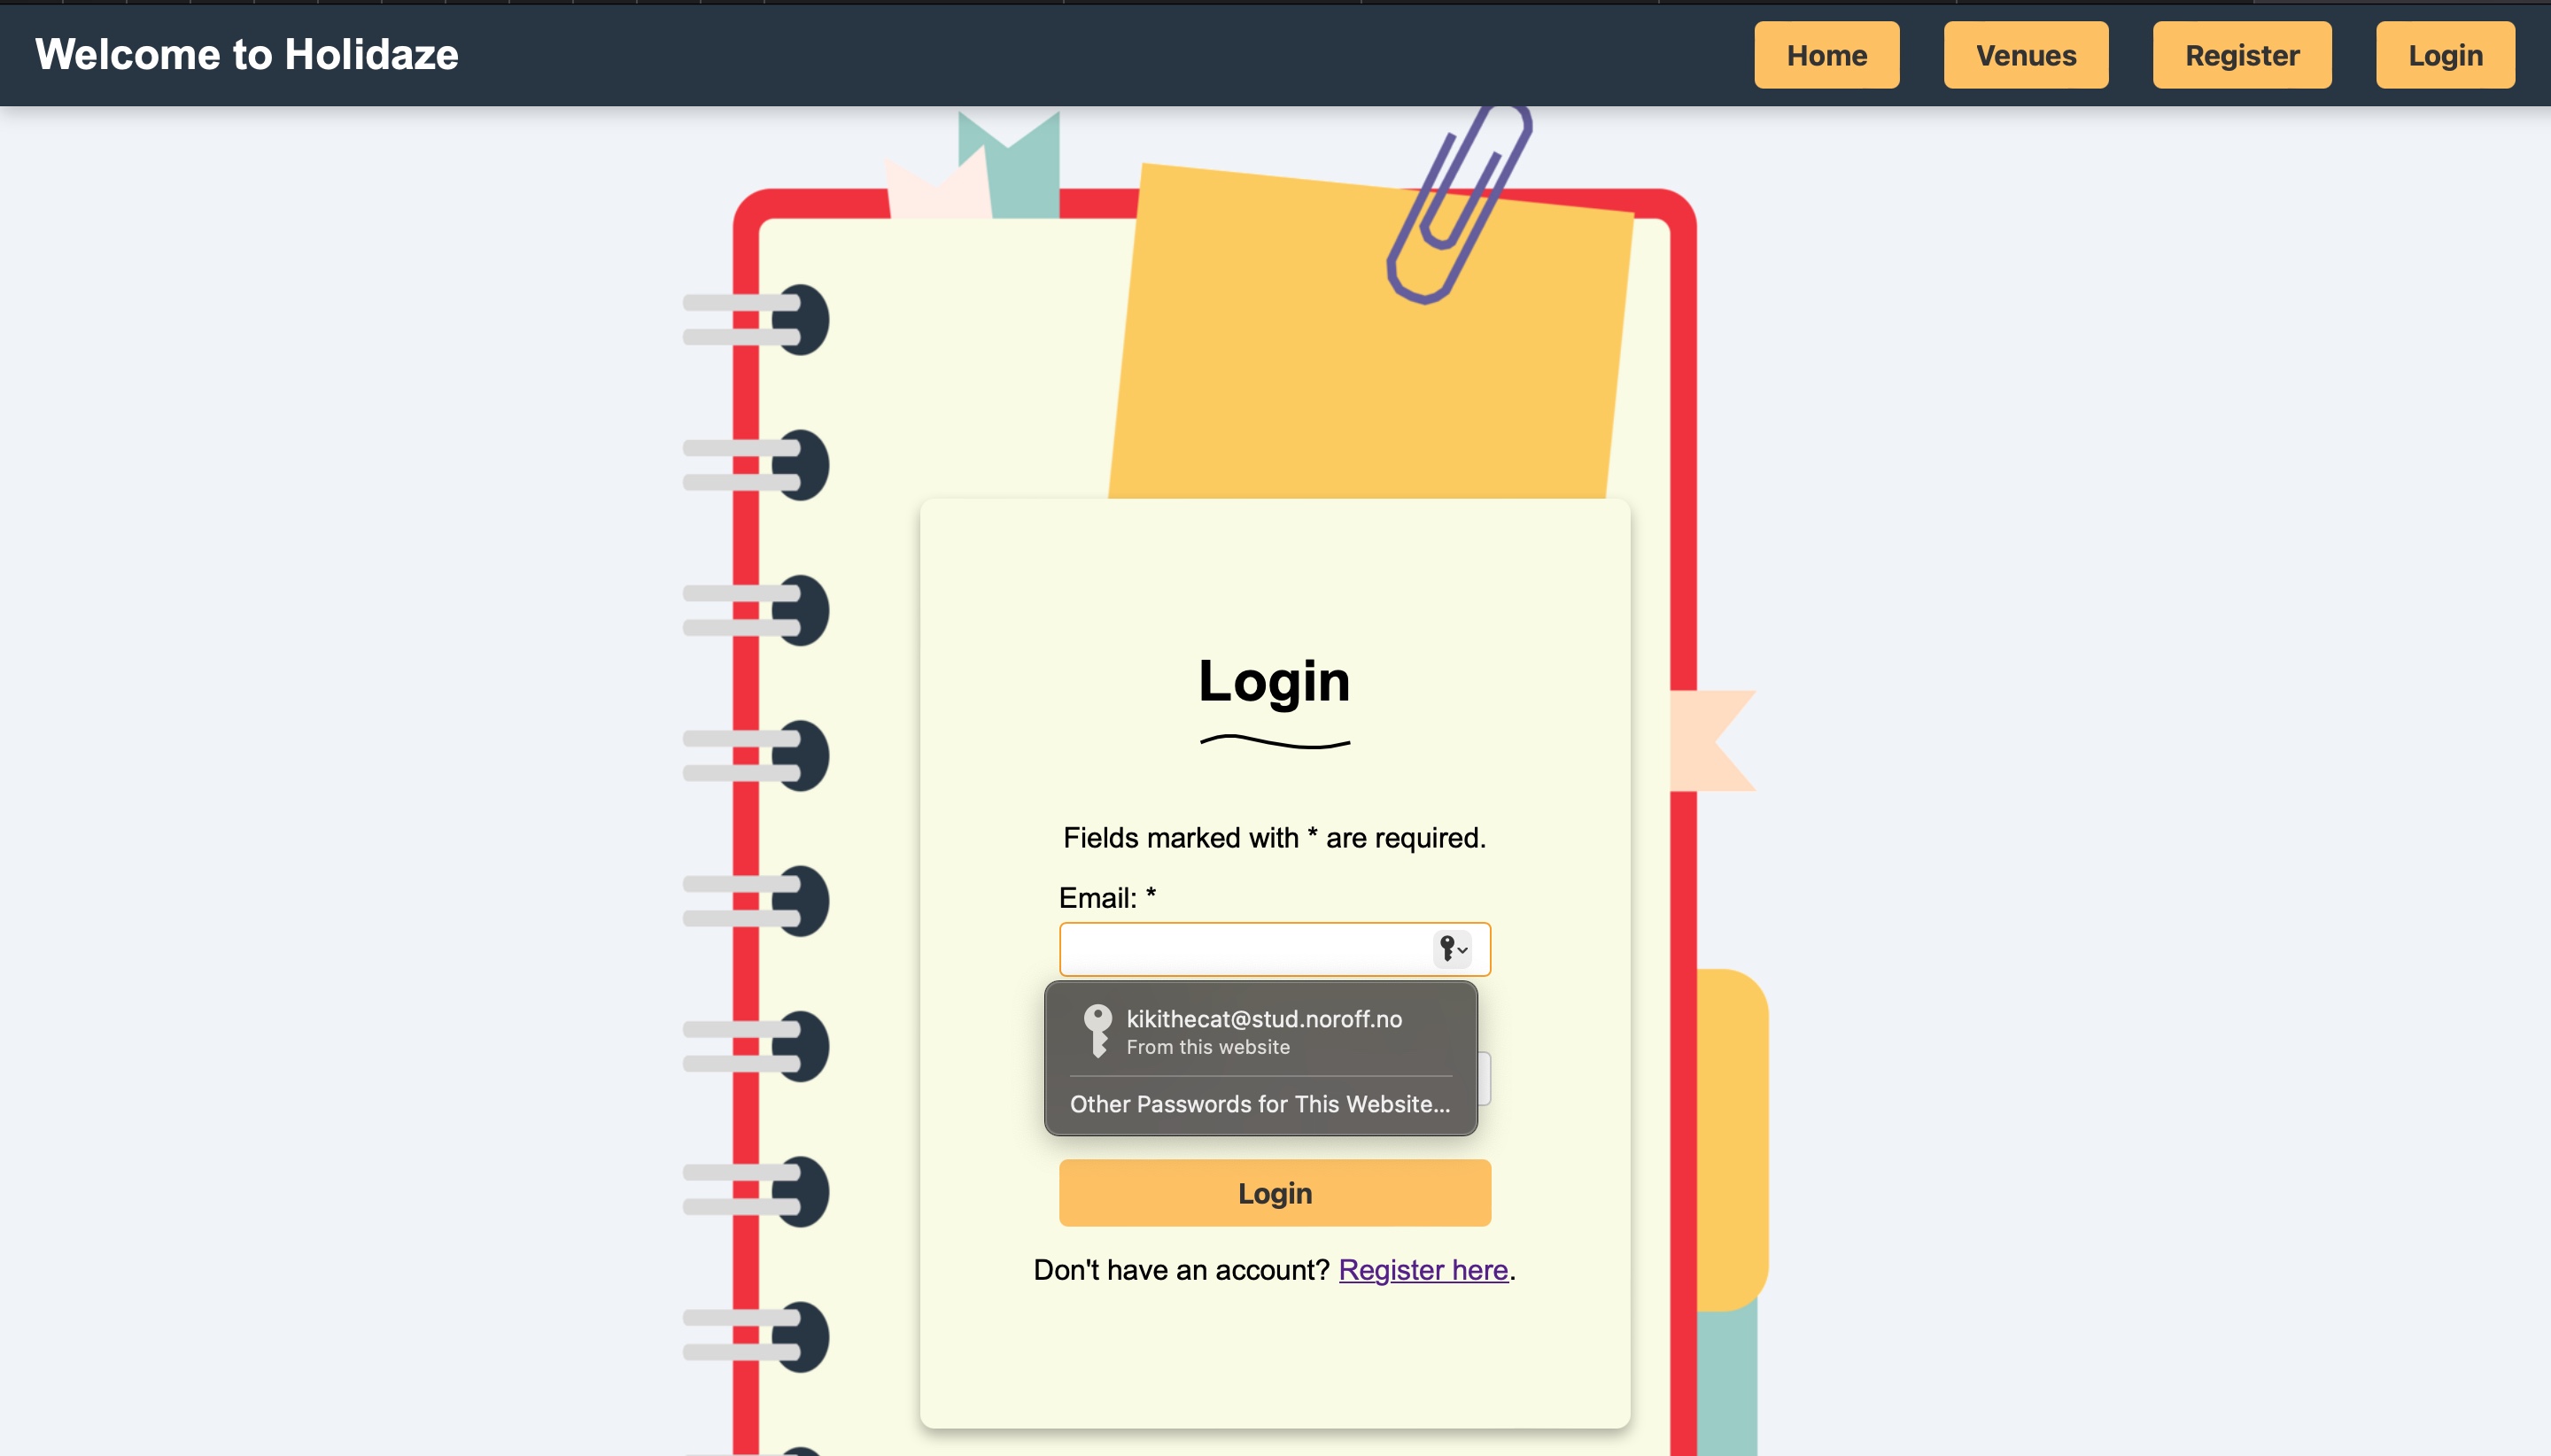 Welcome to Holidaze
Home
Venues
Register
Login
Login
Fields marked with * are required.
Email: *
kikithecat@stud.noroff.no
From this website
Other Passwords for This Website...
Login
Don't have an account? Register here.